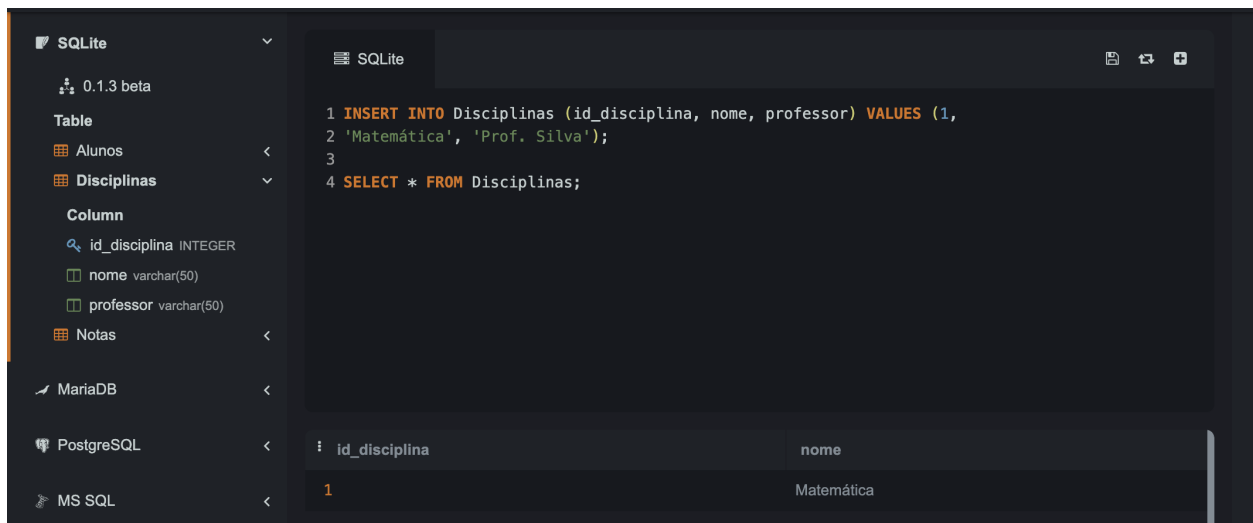 SQLite
0.1.3 beta
Table
Alunos
Disciplinas
Column
id_disciplina INTEGER
nome varchar(50)
professor varchar(50)
Notas
MariaDB
PostgreSQL
MS SQL
SQLite
1 INSERT INTO Disciplinas (id_disciplina, nome, professor) VALUES (1,
2 'Matemática', 'Prof. Silva');
3
4 SELECT * FROM Disciplinas;
id_disciplina nome
1 Matemática